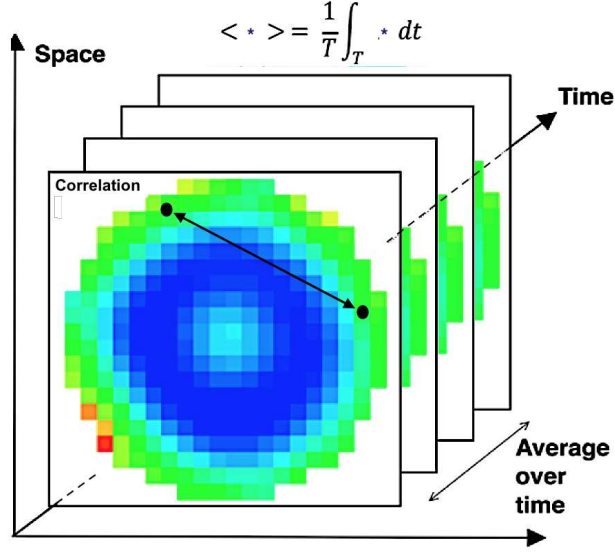 < * > = 1/T ∫_T * dt
Space
Time
Correlation
Average
over
time